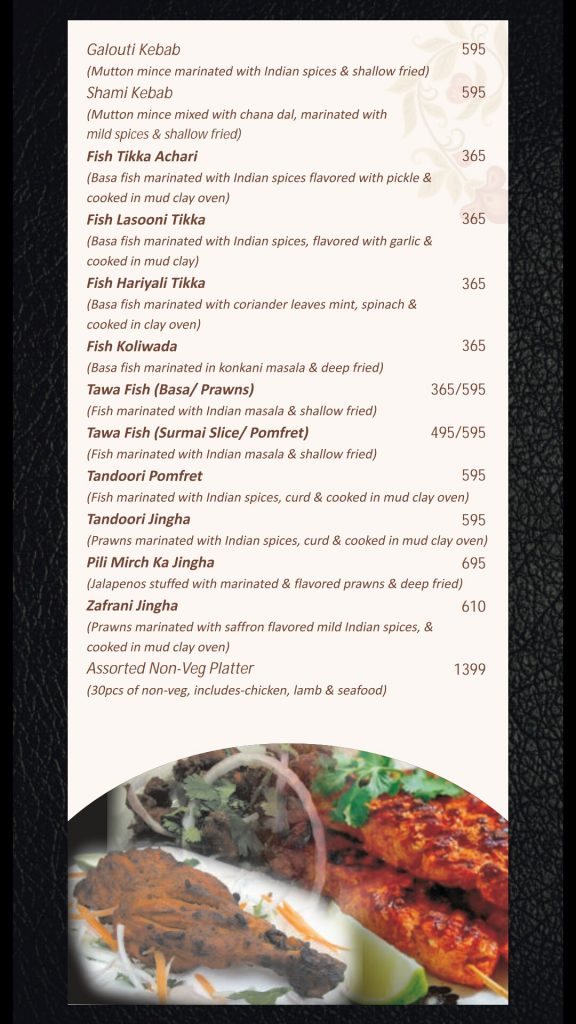 Galouti Kebab 595
(Mutton mince marinated with Indian spices & shallow fried)
Shami Kebab 595
(Mutton mince mixed with chana dal, marinated with
mild spices & shallow fried)
Fish Tikka Achari 365
(Basa fish marinated with Indian spices flavored with pickle &
cooked in mud clay oven)
Fish Lasooni Tikka 365
(Basa fish marinated with Indian spices, flavored with garlic &
cooked in mud clay)
Fish Hariyali Tikka 365
(Basa fish marinated with coriander leaves mint, spinach &
cooked in clay oven)
Fish Koliwada 365
(Basa fish marinated in konkani masala & deep fried)
Tawa Fish (Basa/ Prawns) 365/595
(Fish marinated with Indian masala & shallow fried)
Tawa Fish (Surmai Slice/ Pomfret) 495/595
(Fish marinated with Indian masala & shallow fried)
Tandoori Pomfret 595
(Fish marinated with Indian spices, curd & cooked in mud clay oven)
Tandoori Jingha 595
(Prawns marinated with Indian spices, curd & cooked in mud clay oven)
Pili Mirch Ka Jingha 695
(Jalapenos stuffed with marinated & flavored prawns & deep fried)
Zafrani Jingha 610
(Prawns marinated with saffron flavored mild Indian spices, &
cooked in mud clay oven)
Assorted Non-Veg Platter 1399
(30pcs of non-veg, includes-chicken, lamb & seafood)